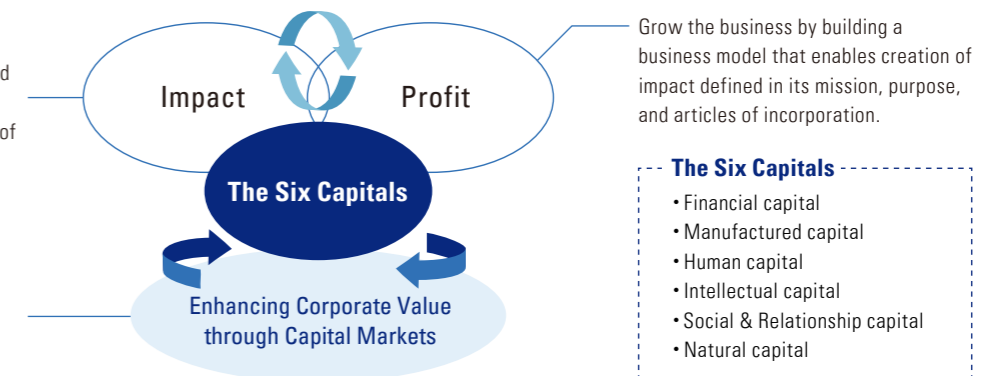 d
of
Impact
Profit
The Six Capitals
Enhancing Corporate Value
through Capital Markets
Grow the business by building a
business model that enables creation of
impact defined in its mission, purpose,
and articles of incorporation.
The Six Capitals
• Financial capital
• Manufactured capital
• Human capital
• Intellectual capital
• Social & Relationship capital
• Natural capital